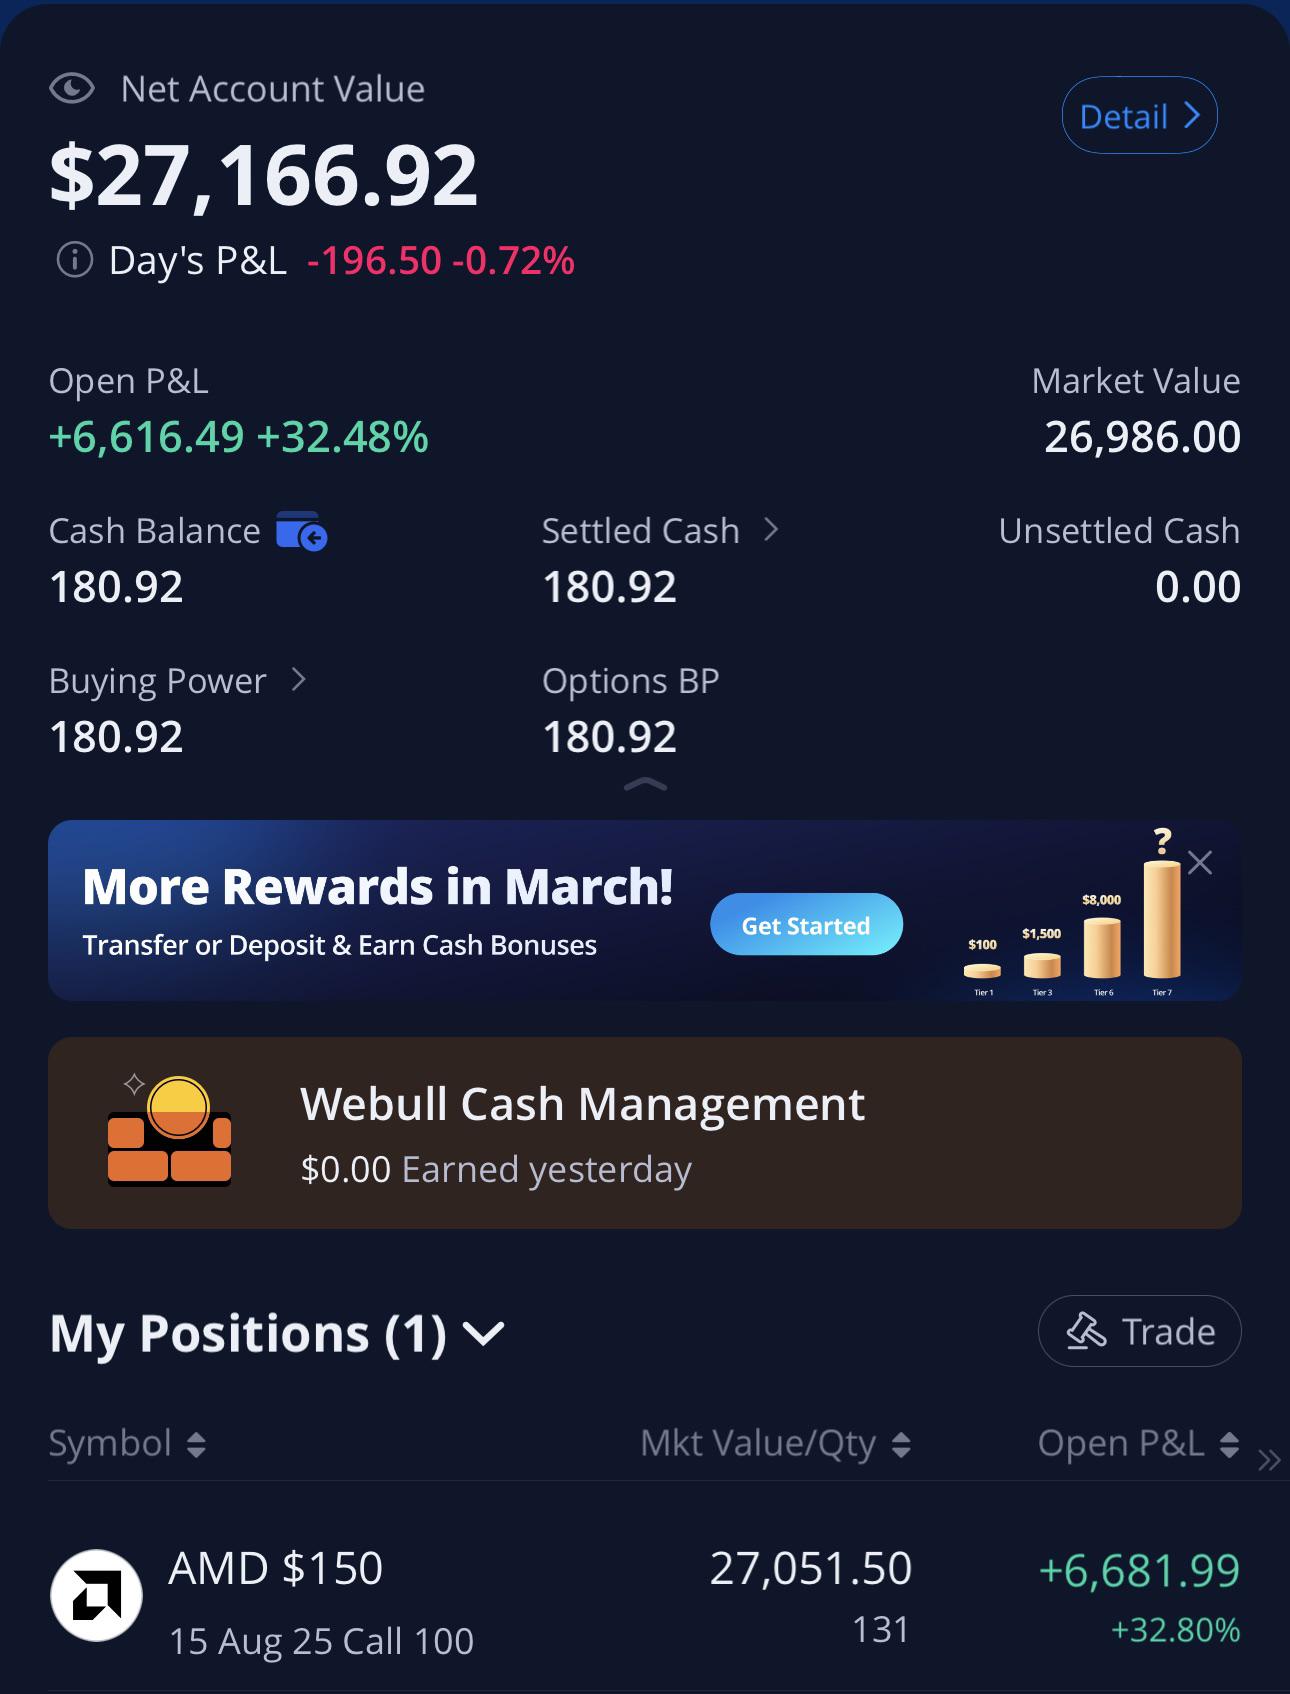 Net Account Value
Detail
$27,166.92
Day's P&L -196.50 -0.72%
Open P&L Market Value
+6,616.49 +32.48% 26,986.00
Cash Balance Settled Cash Unsettled Cash
180.92 180.92 0.00
Buying Power Options BP
180.92 180.92
More Rewards in March!
Transfer or Deposit & Earn Cash Bonuses
Get Started
$100 $1,500 $8,000 ?
Tier 1 Tier 3 Tier 6 Tier 7
Webull Cash Management
$0.00 Earned yesterday
My Positions (1) Trade
Symbol Mkt Value/Qty Open P&L
AMD $150 27,051.50 +6,681.99
15 Aug 25 Call 100 131 +32.80%